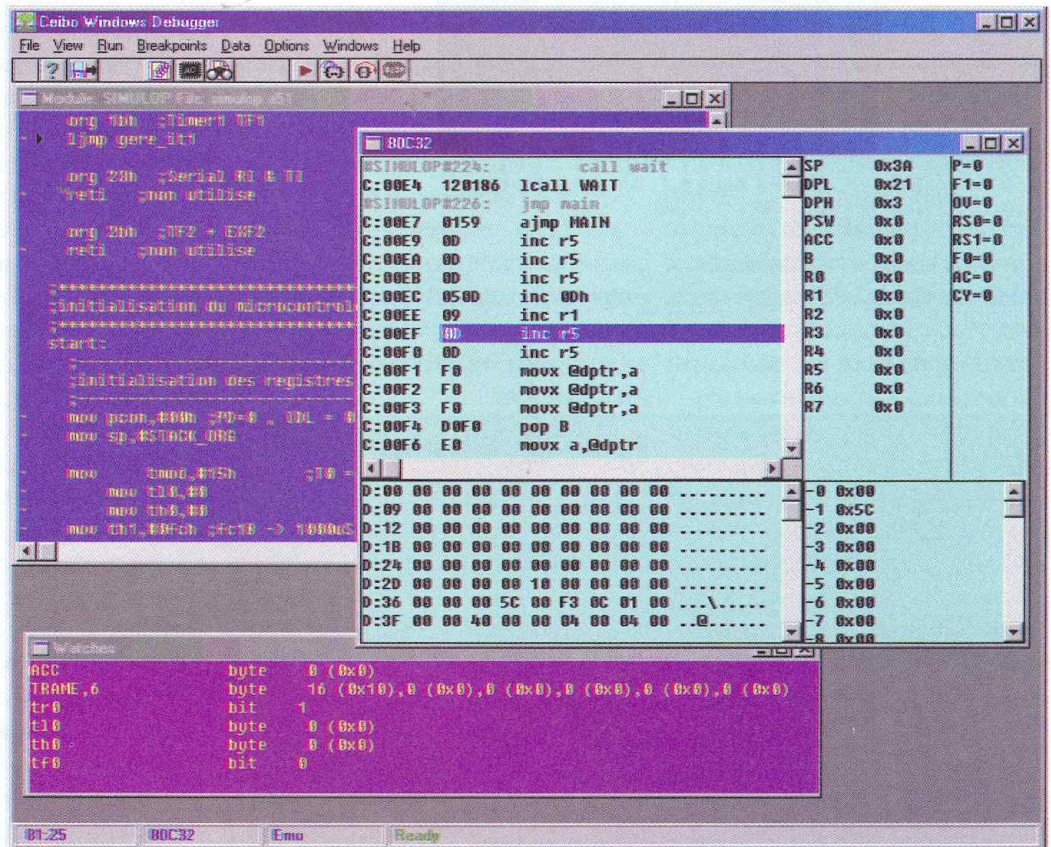 Ceibo Windows Debugger
File View Run Breakpoints Data Options Windows Help
Module SIMULOP File
org 1bh ;Timer1 TF1
ljmp gere_it1
org 23h ;Serial RI & TI
reti ;non utilise
org 2bh ;TF2 + EXF2
reti ;non utilise
;initialisation du microcontrole
start:
;initialisation des registres
mov pcon,#00h ;PD=0 , IDL = 0
mov sp,#STACK_ORG
mov tmod,#15h ;T0 =
mov tl0,#0
mov th0,#0
mov th1,#0Fch ;fc18 -> 1000uS
80C32
#SIMULOP#224: call wait
C:00E4 120186 lcall WAIT
#SIMULOP#226: jmp main
C:00E7 0159 ajmp MAIN
C:00E9 0D inc r5
C:00EA 0D inc r5
C:00EB 0D inc r5
C:00EC 050D inc 0Dh
C:00EE 09 inc r1
C:00EF 0D inc r5
C:00F0 0D inc r5
C:00F1 F0 movx @dptr,a
C:00F2 F0 movx @dptr,a
C:00F3 F0 movx @dptr,a
C:00F4 D0F0 pop B
C:00F6 E0 movx a,@dptr
SP 0x3A
DPL 0x21
DPH 0x3
PSW 0x0
ACC 0x0
B 0x0
R0 0x0
R1 0x0
R2 0x0
R3 0x0
R4 0x0
R5 0x0
R6 0x0
R7 0x0
P=0
F1=0
OV=0
RS0=0
RS1=0
F0=0
AC=0
CY=0
D:00 00 00 00 00 00 00 00 00 00 .........
D:09 00 00 00 00 00 00 00 00 00 .........
D:12 00 00 00 00 00 00 00 00 00 .........
D:1B 00 00 00 00 00 00 00 00 00 .........
D:24 00 00 00 00 00 00 00 00 00 .........
D:2D 00 00 00 00 10 00 00 00 00 .........
D:36 00 00 00 5C 00 F3 0C 01 00 ...\.....
D:3F 00 00 40 00 00 04 00 04 00 ..@......
-0 0x00
-1 0x5C
-2 0x00
-3 0x00
-4 0x00
-5 0x00
-6 0x00
-7 0x00
-8 0x00
Watches
ACC byte 0 (0x0)
TRAME,6 byte 16 (0x10),0 (0x0),0 (0x0),0 (0x0),0 (0x0),0 (0x0)
tr0 bit 1
tl0 byte 0 (0x0)
th0 byte 0 (0x0)
tf0 bit 0
81:25 80C32 Emu Ready